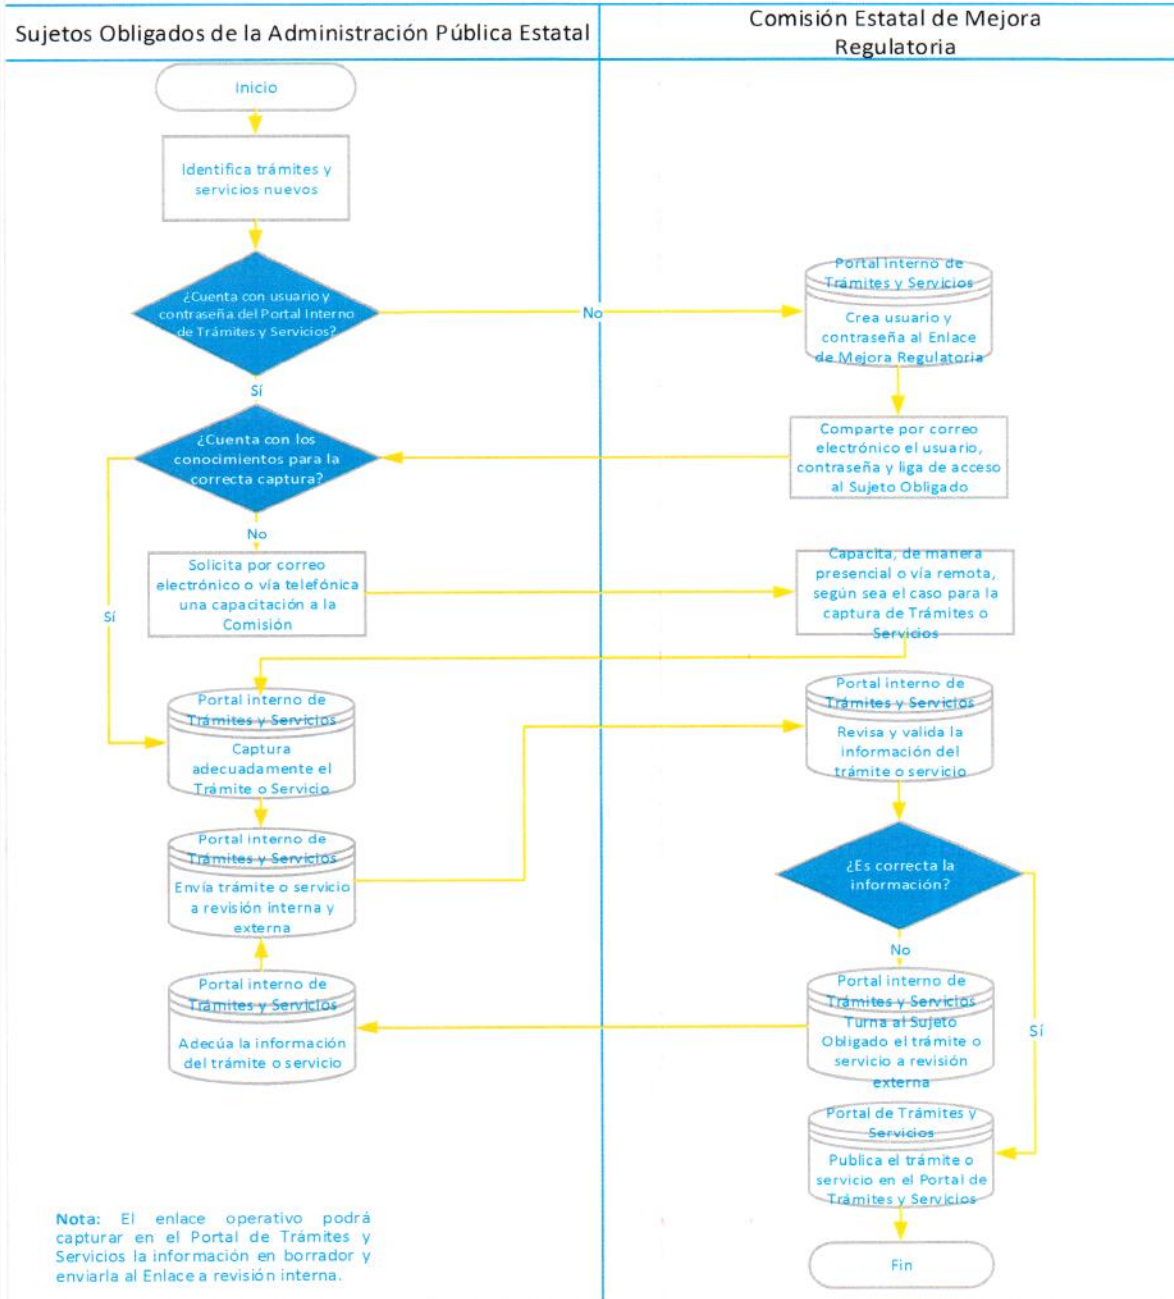 Sujetos Obligados de la Administración Pública Estatal
Comisión Estatal de Mejora
Regulatoria
Inicio
Identifica trámites y
servicios nuevos
¿Cuenta con usuario y
contraseña del Portal Interno
de Trámites y Servicios?
No
Portal interno de
Trámites y Servicios
Crea usuario y
contraseña al Enlace
de Mejora Regulatoria
Sí
Comparte por correo
electrónico el usuario,
contraseña y liga de acceso
al Sujeto Obligado
¿Cuenta con los
conocimientos para la
correcta captura?
No
Solicita por correo
electrónico o vía telefónica
una capacitación a la
Comisión
Capacita, de manera
presencial o vía remota,
según sea el caso para la
captura de Trámites o
Servicios
Sí
Portal interno de
Trámites y Servicios
Captura
adecuadamente el
Trámite o Servicio
Portal interno de
Trámites y Servicios
Envía trámite o servicio
a revisión interna y
externa
Portal interno de
Trámites y Servicios
Revisa y valida la
información del
trámite o servicio
¿Es correcta la
información?
No
Sí
Portal interno de
Trámites y Servicios
Turna al Sujeto
Obligado el trámite o
servicio a revisión
externa
Portal interno de
Trámites y Servicios
Adecúa la información
del trámite o servicio
Portal de Trámites y
Servicios
Publica el trámite o
servicio en el Portal de
Trámites y Servicios
Fin
Nota: El enlace operativo podrá
capturar en el Portal de Trámites y
Servicios la información en borrador y
enviarla al Enlace a revisión interna.